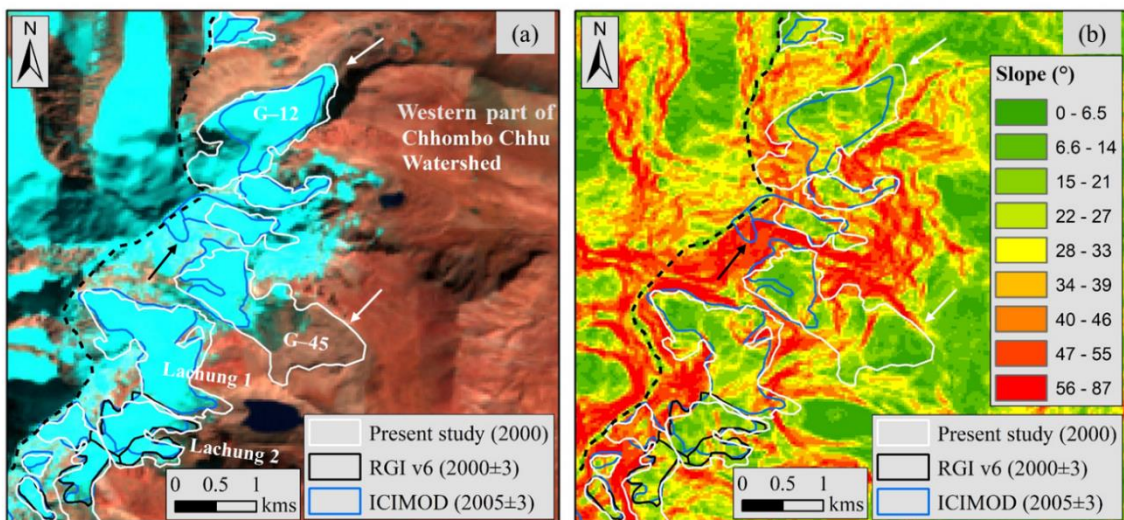 N
(a)
G–12
Western part of
Chhombo Chhu
Watershed
G–45
Lachung 1
Lachung 2
0 0.5 1
kms
Present study (2000)
RGI v6 (2000±3)
ICIMOD (2005±3)
N
(b)
Slope (°)
0 - 6.5
6.6 - 14
15 - 21
22 - 27
28 - 33
34 - 39
40 - 46
47 - 55
56 - 87
0 0.5 1
kms
Present study (2000)
RGI v6 (2000±3)
ICIMOD (2005±3)